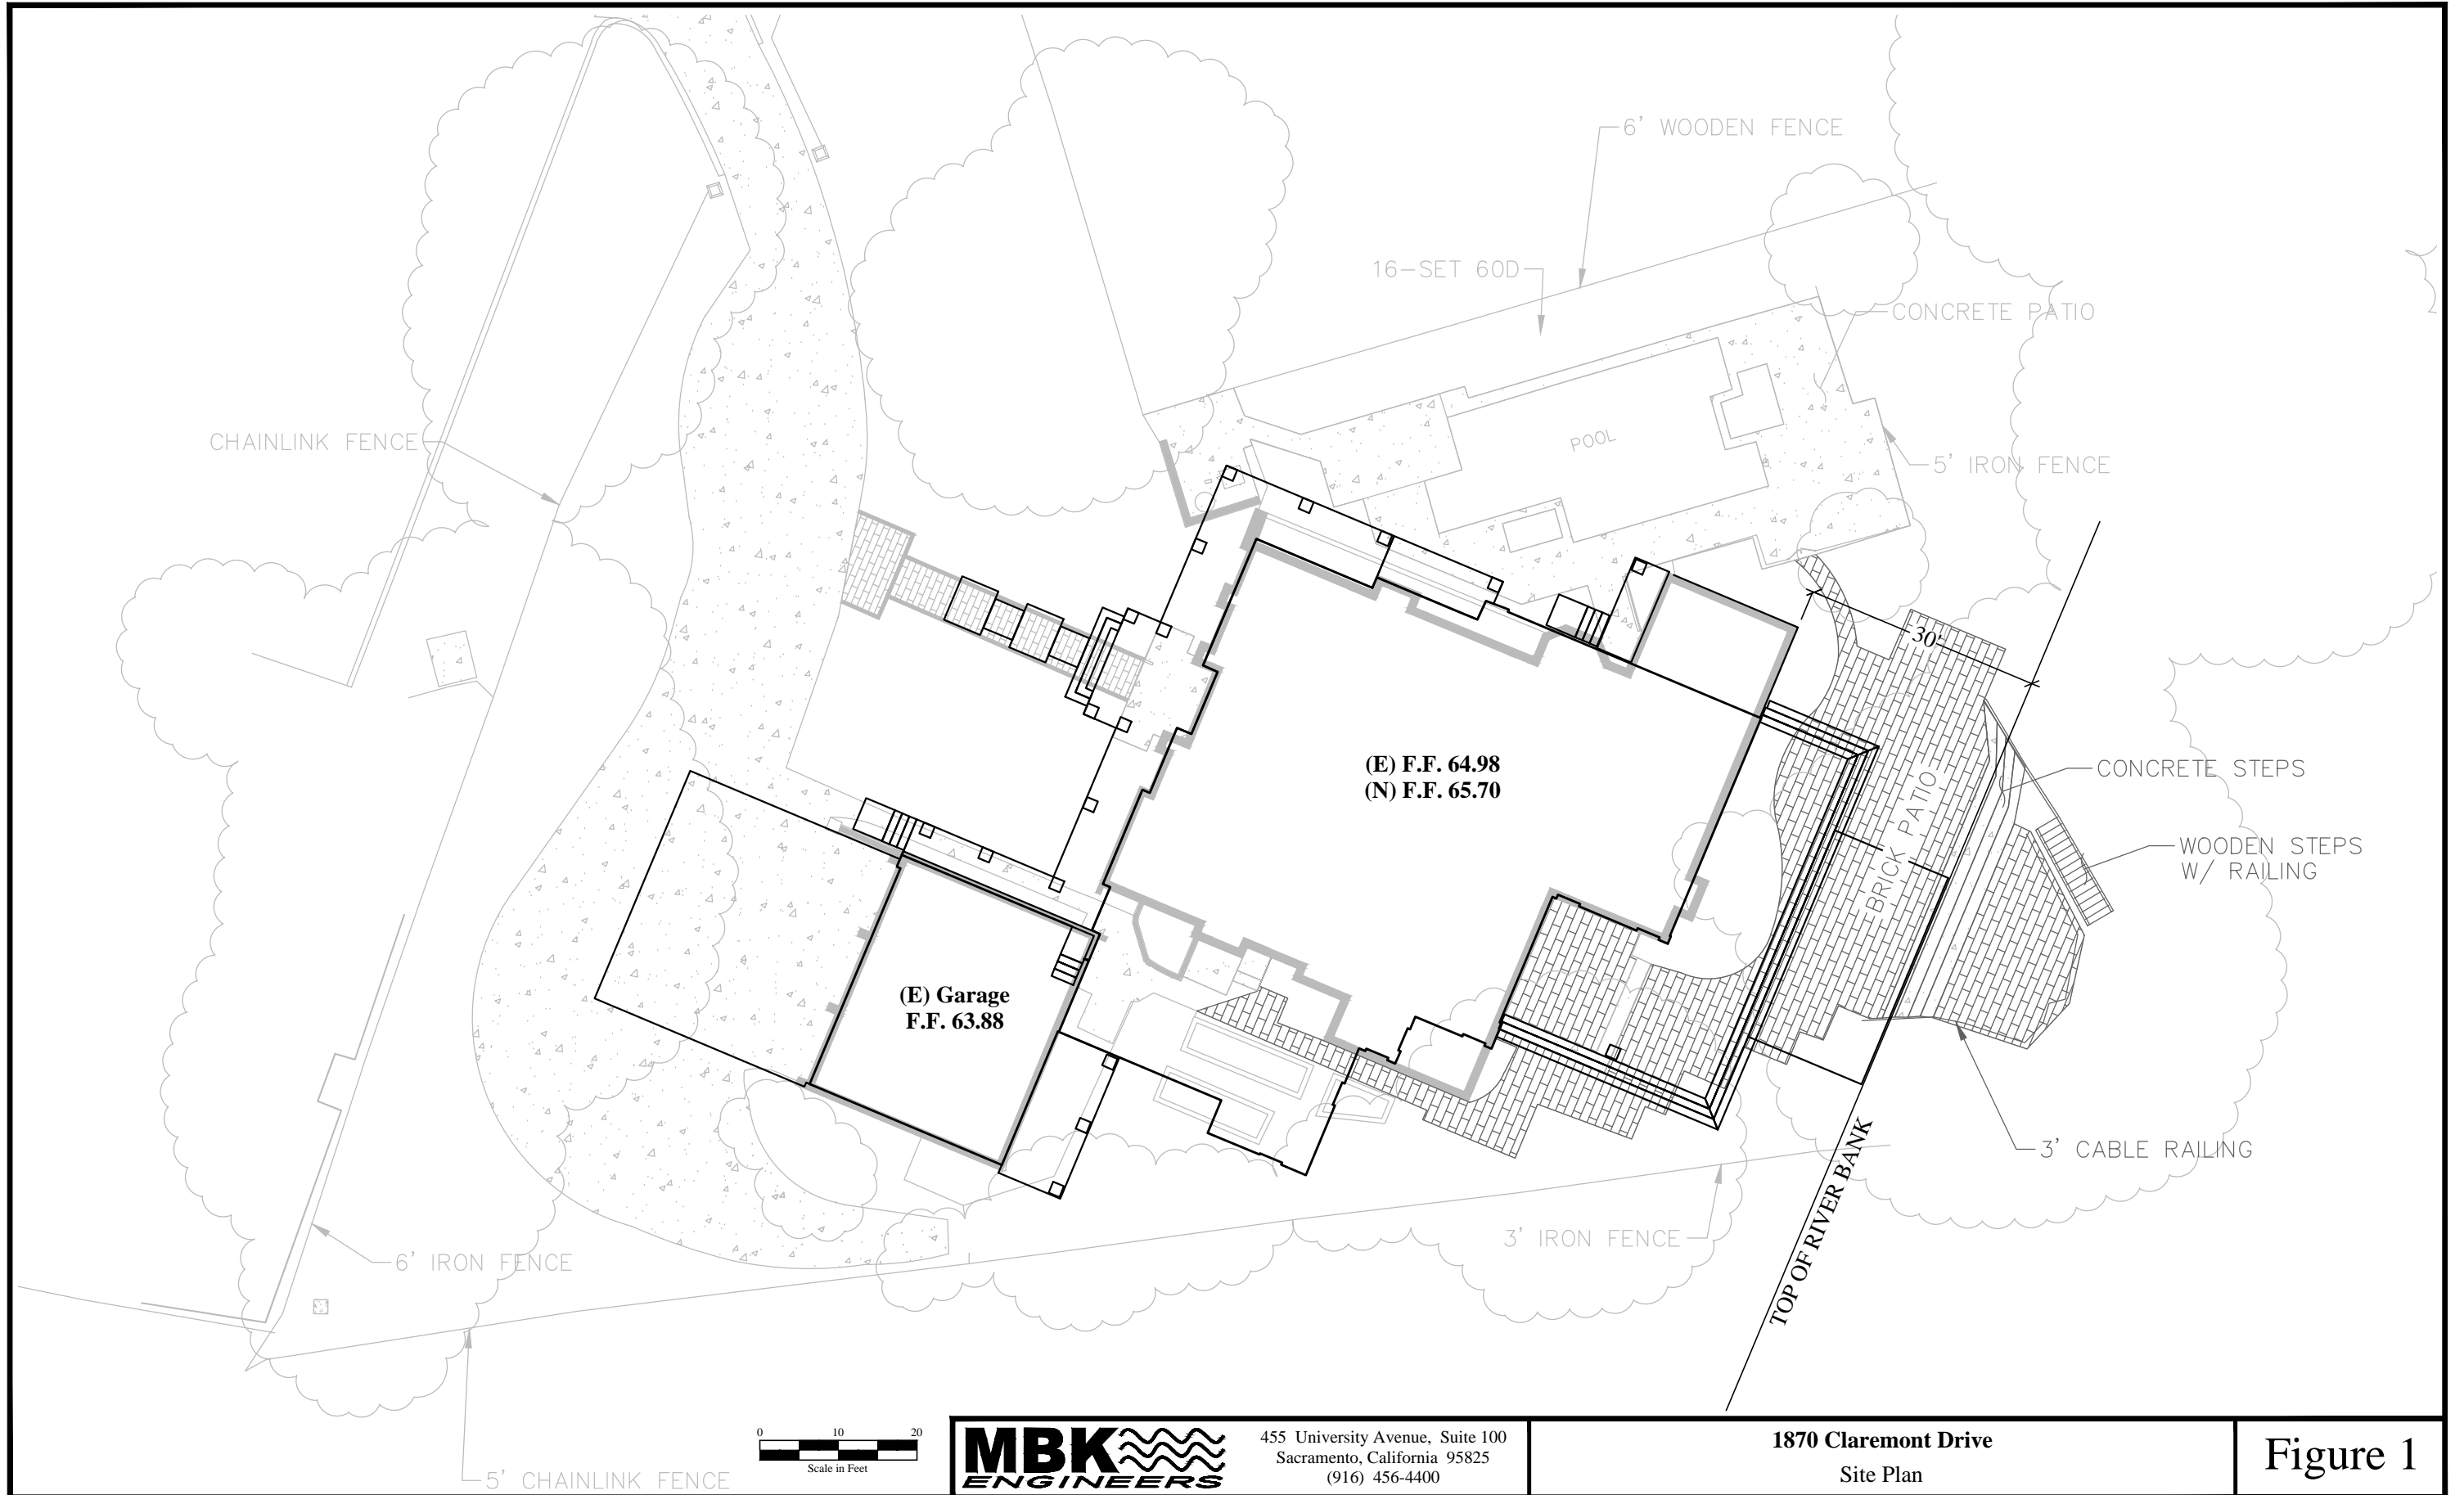 6' WOODEN FENCE
16-SET 60D
CONCRETE PATIO
CHAINLINK FENCE
POOL
5' IRON FENCE
30'
(E) F.F. 64.98
(N) F.F. 65.70
CONCRETE STEPS
BRICK PATIO
WOODEN STEPS
W/ RAILING
(E) Garage
F.F. 63.88
3' CABLE RAILING
TOP OF RIVER BANK
3' IRON FENCE
6' IRON FENCE
5' CHAINLINK FENCE
0 10 20
Scale in Feet
MBK
ENGINEERS
455 University Avenue, Suite 100
Sacramento, California 95825
(916) 456-4400
1870 Claremont Drive
Site Plan
Figure 1